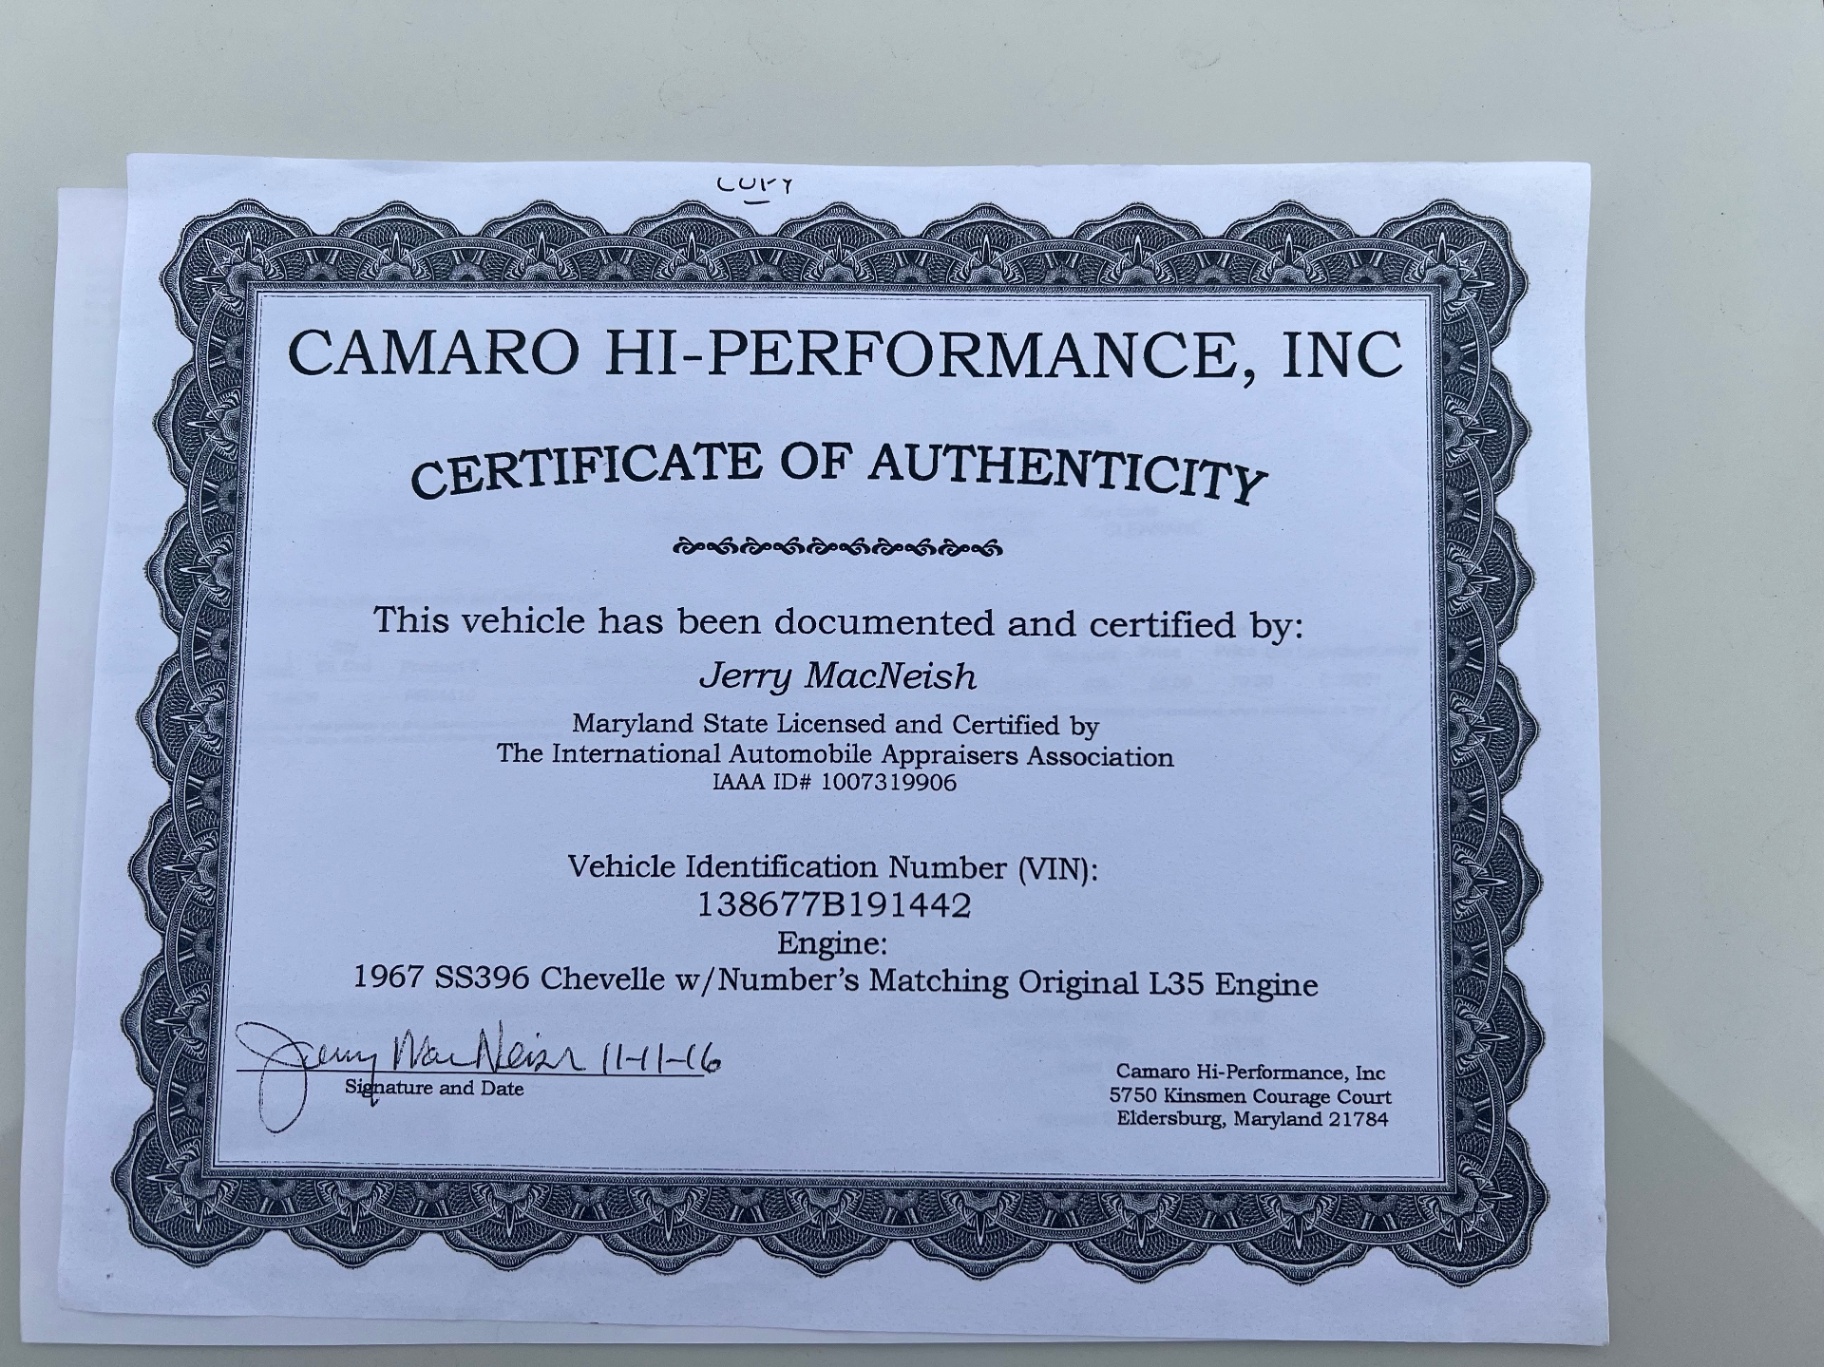 COPY
CAMARO HI-PERFORMANCE, INC
CERTIFICATE OF AUTHENTICITY
This vehicle has been documented and certified by:
Jerry MacNeish
Maryland State Licensed and Certified by
The International Automobile Appraisers Association
IAAA ID# 1007319906
Vehicle Identification Number (VIN):
138677B191442
Engine:
1967 SS396 Chevelle w/Number's Matching Original L35 Engine
Jerry MacNeish 11-11-16
Signature and Date
Camaro Hi-Performance, Inc
5750 Kinsmen Courage Court
Eldersburg, Maryland 21784